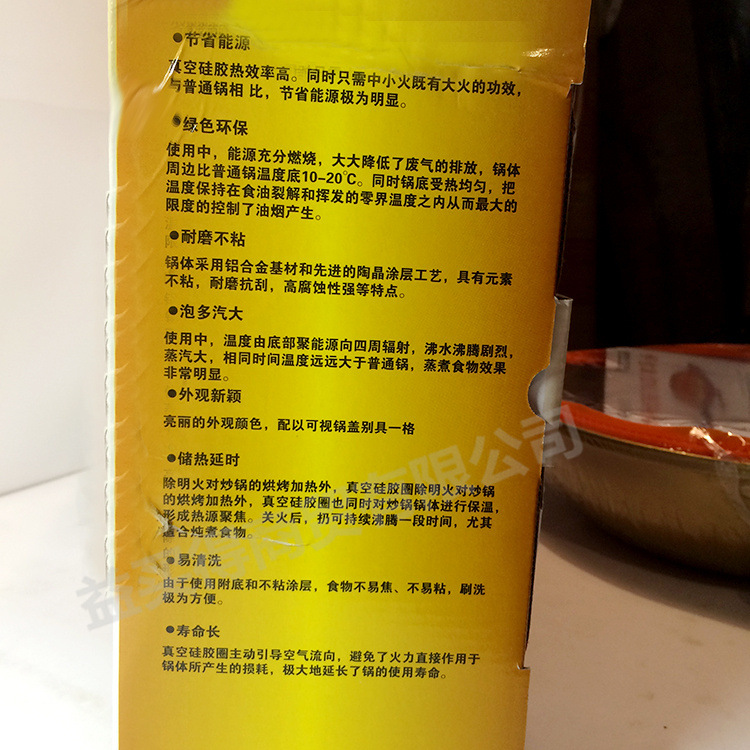 ●节省能源
真空硅胶热效率高。同时只需中小火既有大火的功效,
与普通锅相 比，节省能源极为明显。
●绿色环保
使用中，能源充分燃烧，大大降低了废气的排放，锅体
周边比普通锅温度底10-20℃。同时锅底受热均匀，把
温度保持在食油裂解和挥发的零界温度之内从而最大的
限度的控制了油烟产生。
●耐磨不粘
锅体采用铝合金基材和先进的陶晶涂层工艺，具有元素
不粘，耐磨抗刮，高腐蚀性强等特点。
●泡多汽大
使用中，温度由底部聚能源向四周辐射，沸水沸腾剧烈，
蒸汽大，相同时间温度远远大于普通锅，蒸煮食物效果
非常明显。
●外观新颖
亮丽的外观颜色，配以可视锅盖别具一格
●储热延时
除明火对炒锅的烘烤加热外，真空硅胶圈除明火对炒锅
的烘烤加热外，真空硅胶圈也同时对炒锅锅体进行保温，
形成热源聚焦。关火后，扔可持续沸腾一段时间，尤其
适合炖煮食物。
●易清洗
由于使用附底和不粘涂层，食物不易焦、不易粘，刷洗
极为方便。
●寿命长
真空硅胶圈主动引导空气流向，避免了火力直接作用于
锅体所产生的损耗，极大地延长了锅的使用寿命。
有限公司